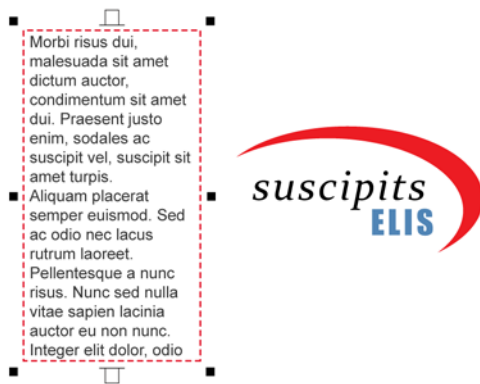 Morbi risus dui,
malesuada sit amet
dictum auctor,
condimentum sit amet
dui. Praesent justo
enim, sodales ac
suscipit vel, suscipit sit
amet turpis.
Aliquam placerat
semper euismod. Sed
ac odio nec lacus
rutrum laoreet.
Pellentesque a nunc
risus. Nunc sed nulla
vitae sapien lacinia
auctor eu non nunc.
Integer elit dolor, odio
suscipits
ELIS